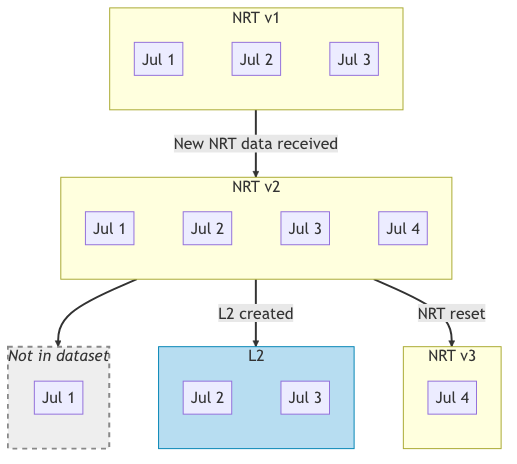 NRT v1
Jul 1
Jul 2
Jul 3
New NRT data received
NRT v2
Jul 1
Jul 2
Jul 3
Jul 4
L2 created
NRT reset
Not in dataset
Jul 1
L2
Jul 2
Jul 3
NRT v3
Jul 4